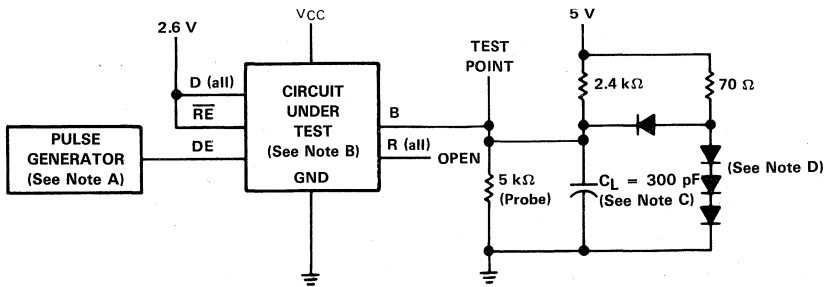 2.6 V
VCC
5 V
D (all)
RE
DE
PULSE
GENERATOR
(See Note A)
CIRCUIT
UNDER
TEST
(See Note B)
GND
B
R (all)
OPEN
TEST
POINT
5 kΩ
(Probe)
2.4 kΩ
70 Ω
CL = 300 pF
(See Note C)
(See Note D)